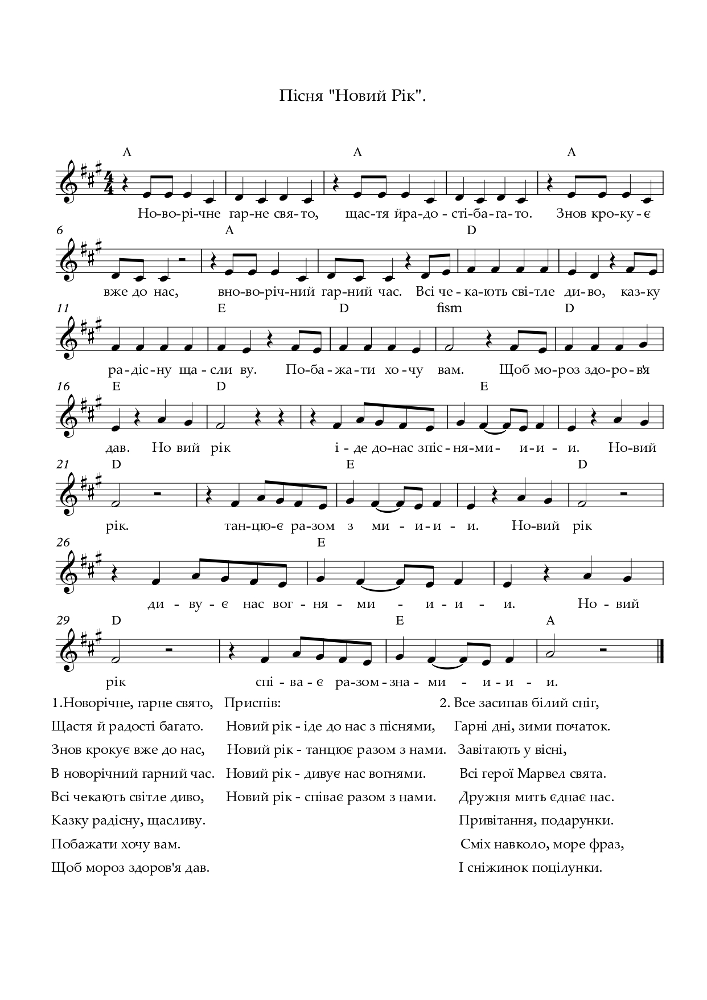 Пісня "Новий Рік".
A A A
4
4
Но-во-рі-чне гар-не свя-то, щас-тя йра-до-сті-ба-га-то. Знов кро-ку-є
6 A D
вже до нас, вно-во-річ-ний гар-ний час. Всі че-ка-ють сві-тле ди-во, каз-ку
11 E D fism D
ра-діс-ну ща-сли ву. По-ба-жа-ти хо-чу вам. Щоб мо-роз здо-ро-в'я
16 E D E
дав. Но вий рік і-де до-нас зпіс-ня-ми- и-и-и. Но-вий
21 D E D
рік. тан-цю-є ра-зом з ми-и-и-и. Но-вий рік
26 E
ди-ву-є нас вог-ня-ми-и-и-и. Но-вий
29 D E A
рік спі-ва-є ра-зом-зна-ми-и-и-и.
1.Новорічне, гарне свято, Приспів: 2. Все засипав білий сніг,
Щастя й радості багато. Новий рік - іде до нас з піснями, Гарні дні, зими початок.
Знов крокує вже до нас, Новий рік - танцює разом з нами. Завітають у вісні,
В новорічний гарний час. Новий рік - дивує нас вогнями. Всі герої Марвел свята.
Всі чекають світле диво, Новий рік - співає разом з нами. Дружня мить єднає нас.
Казку радісну, щасливу. Привітання, подарунки.
Побажати хочу вам. Сміх навколо, море фраз,
Щоб мороз здоров'я дав. І сніжинок поцілунки.